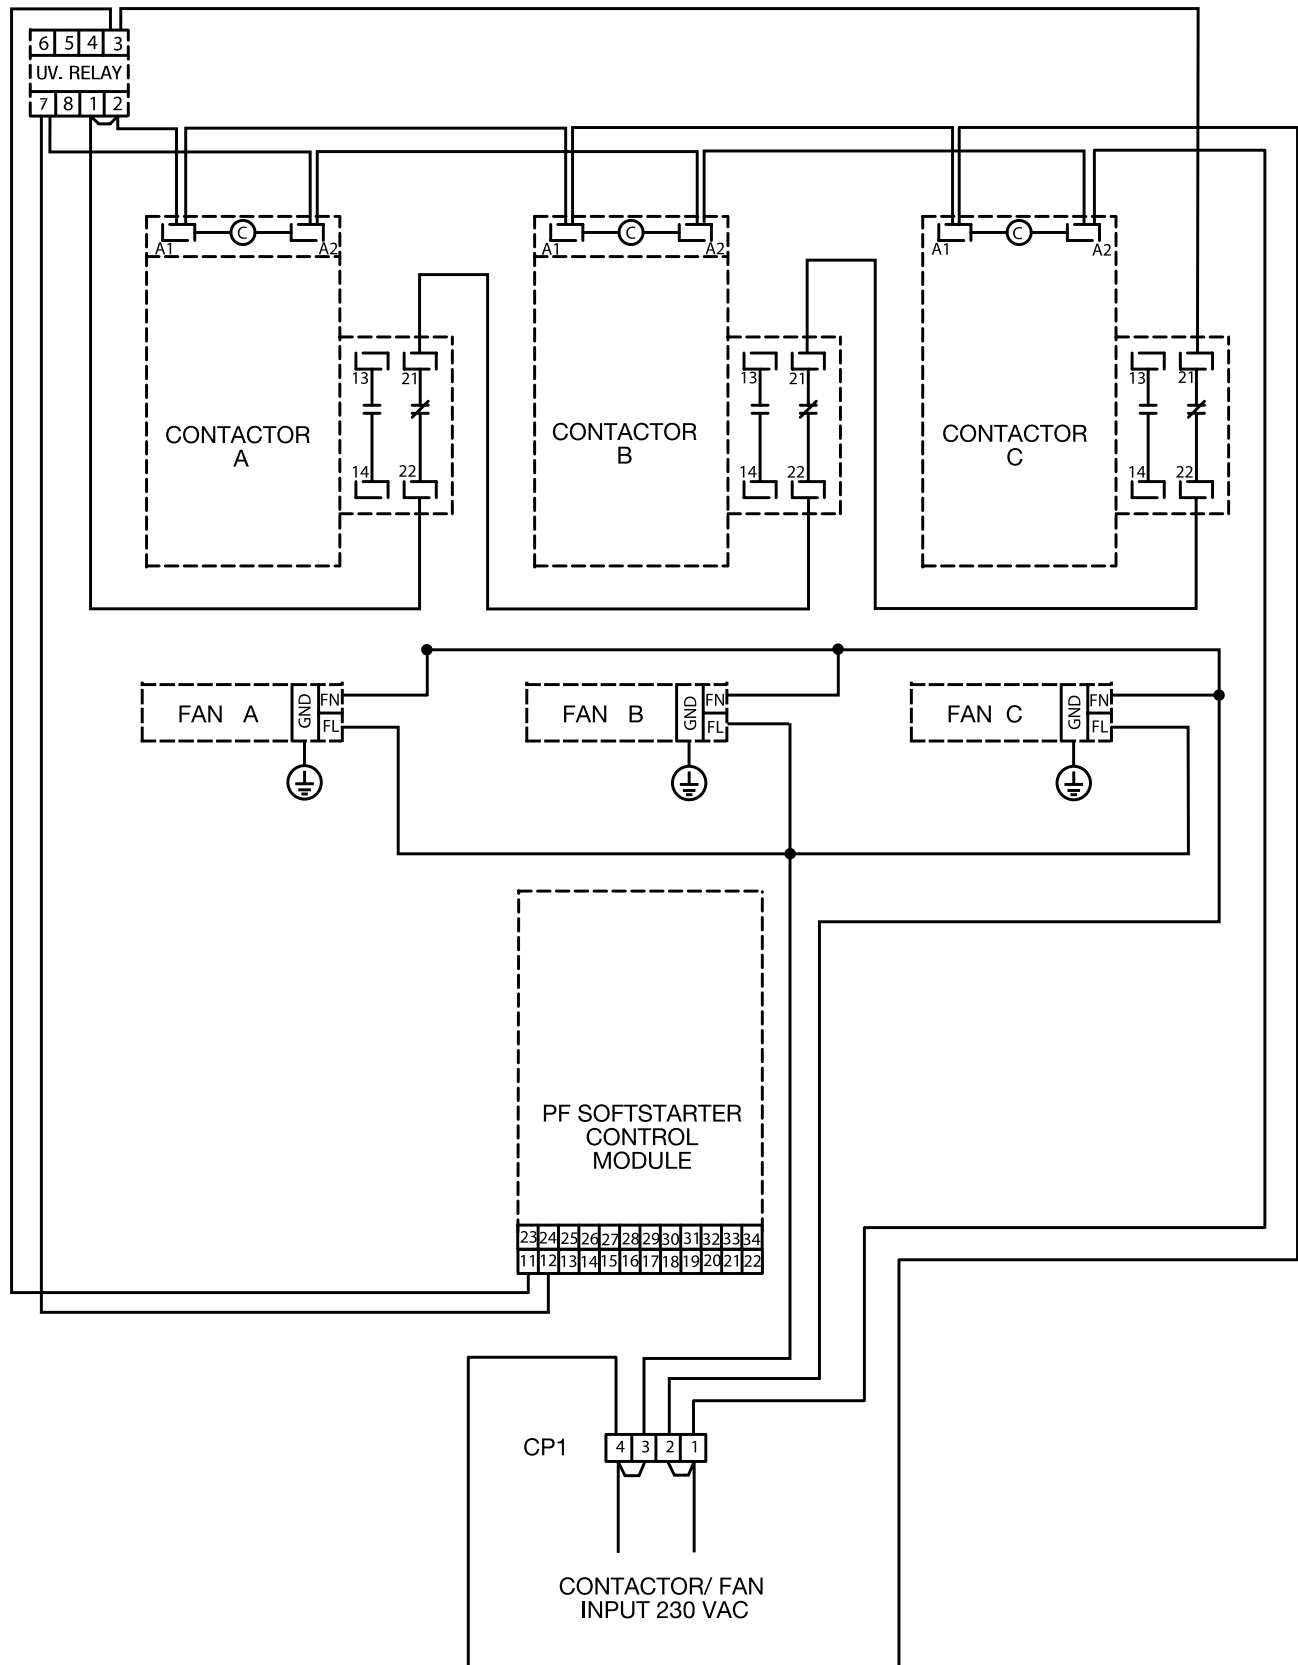 6 5 4 3
UV. RELAY
7 8 1 2
A1 C A2
A1 C A2
A1 C A2
13 21
CONTACTOR
A
14 22
13 21
CONTACTOR
B
14 22
13 21
CONTACTOR
C
14 22
FAN A GND FN
FL
FAN B GND FN
FL
FAN C GND FN
FL
PF SOFTSTARTER
CONTROL
MODULE
23 24 25 26 27 28 29 30 31 32 33 34
11 12 13 14 15 16 17 18 19 20 21 22
CP1 4 3 2 1
CONTACTOR/ FAN
INPUT 230 VAC